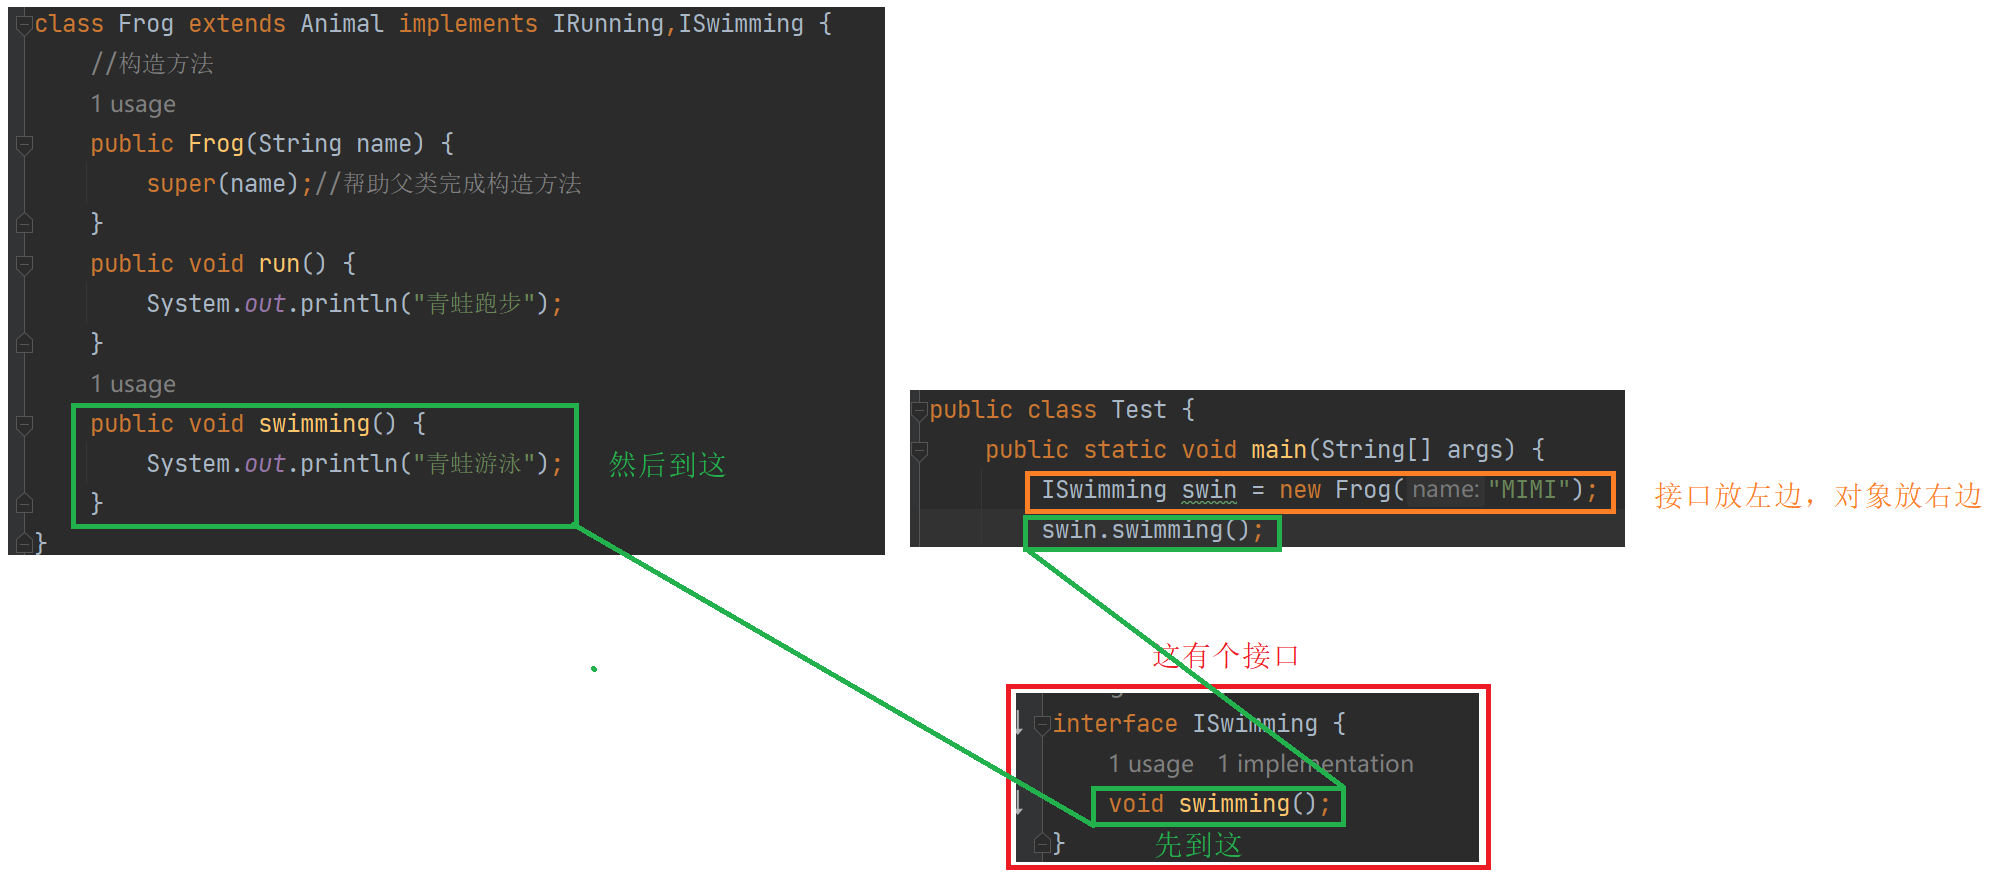 class Frog extends Animal implements IRunning,ISwimming {
//构造方法
1 usage
public Frog(String name) {
super(name);//帮助父类完成构造方法
}
public void run() {
System.out.println("青蛙跑步");
}
1 usage
public void swimming() {
System.out.println("青蛙游泳");
}
}
然后到这
public class Test {
public static void main(String[] args) {
ISwimming swin = new Frog( name: "MIMI");
swin.swimming();
接口放左边，对象放右边
这有个接口
interface ISwimming {
1 usage 1 implementation
void swimming();
}
先到这